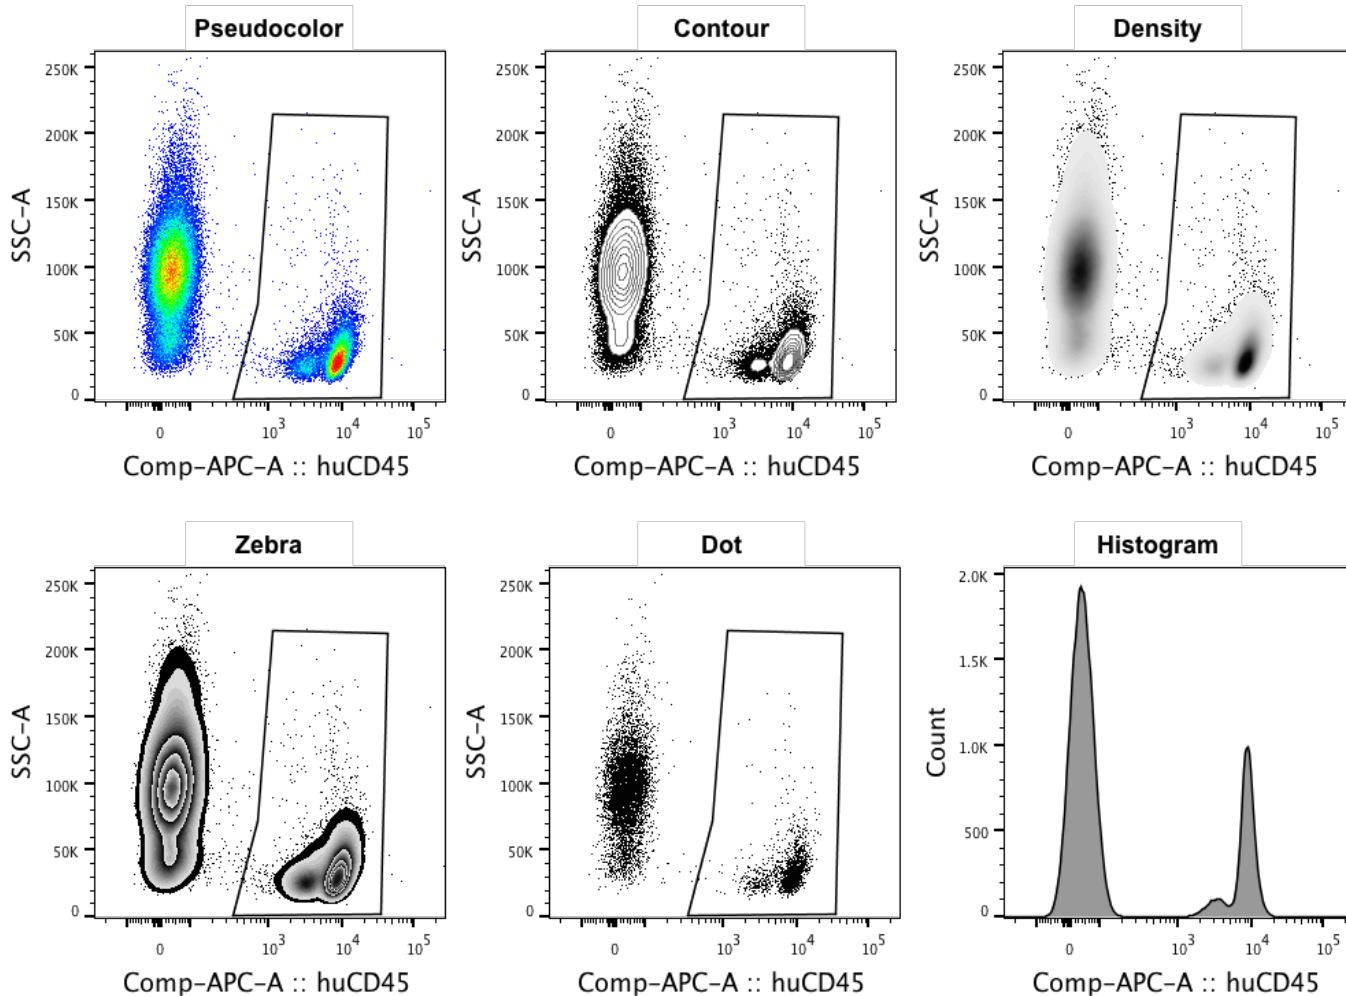 Pseudocolor
Contour
Density
250K
200K
150K
100K
50K
0
SSC-A
0
10^3
10^4
10^5
Comp-APC-A :: huCD45
250K
200K
150K
100K
50K
0
SSC-A
0
10^3
10^4
10^5
Comp-APC-A :: huCD45
250K
200K
150K
100K
50K
0
SSC-A
0
10^3
10^4
10^5
Comp-APC-A :: huCD45
Zebra
Dot
Histogram
250K
200K
150K
100K
50K
0
SSC-A
0
10^3
10^4
10^5
Comp-APC-A :: huCD45
250K
200K
150K
100K
50K
0
SSC-A
0
10^3
10^4
10^5
Comp-APC-A :: huCD45
2.0K
1.5K
1.0K
500
0
Count
0
10^3
10^4
10^5
Comp-APC-A :: huCD45